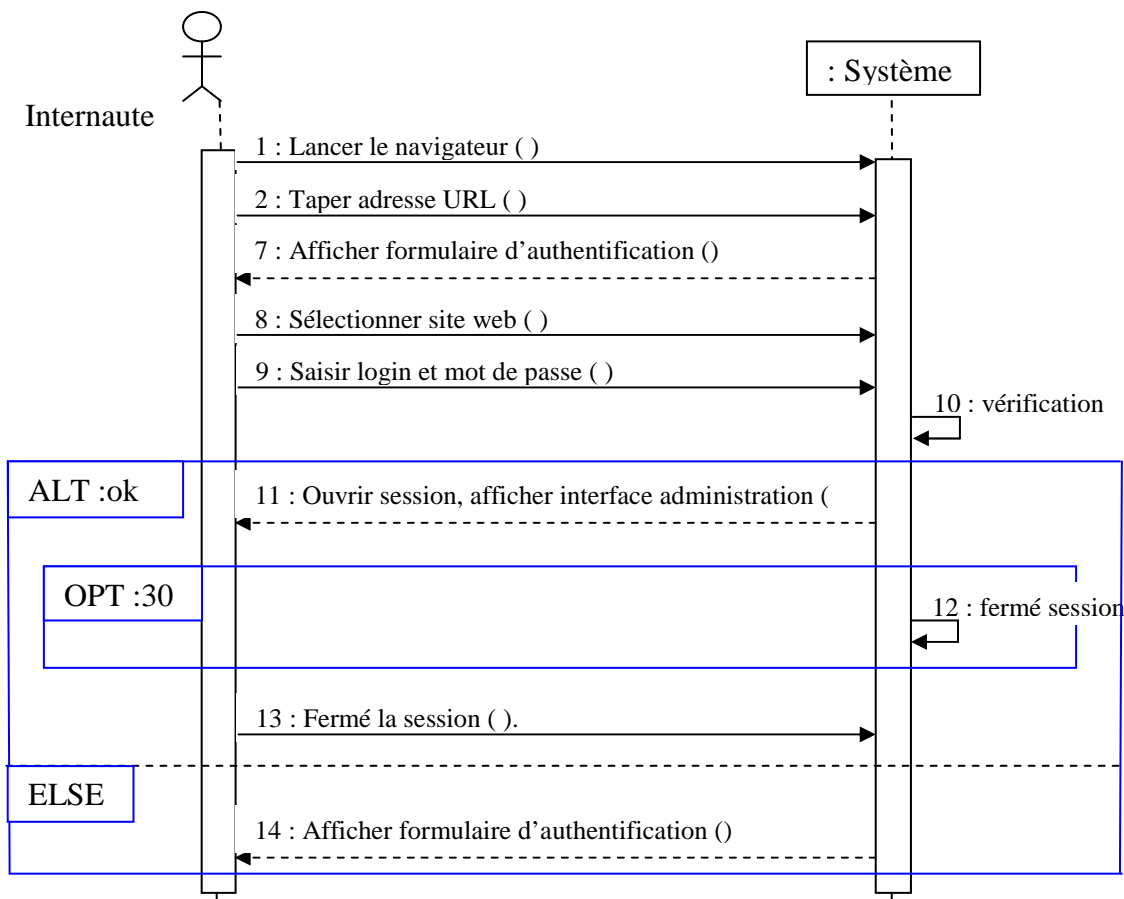 : Système
Internaute
1 : Lancer le navigateur ( )
2 : Taper adresse URL ( )
7 : Afficher formulaire d’authentification ()
8 : Sélectionner site web ( )
9 : Saisir login et mot de passe ( )
10 : vérification
ALT :ok
11 : Ouvrir session, afficher interface administration (
OPT :30
12 : fermé session
13 : Fermé la session ( ).
ELSE
14 : Afficher formulaire d’authentification ()